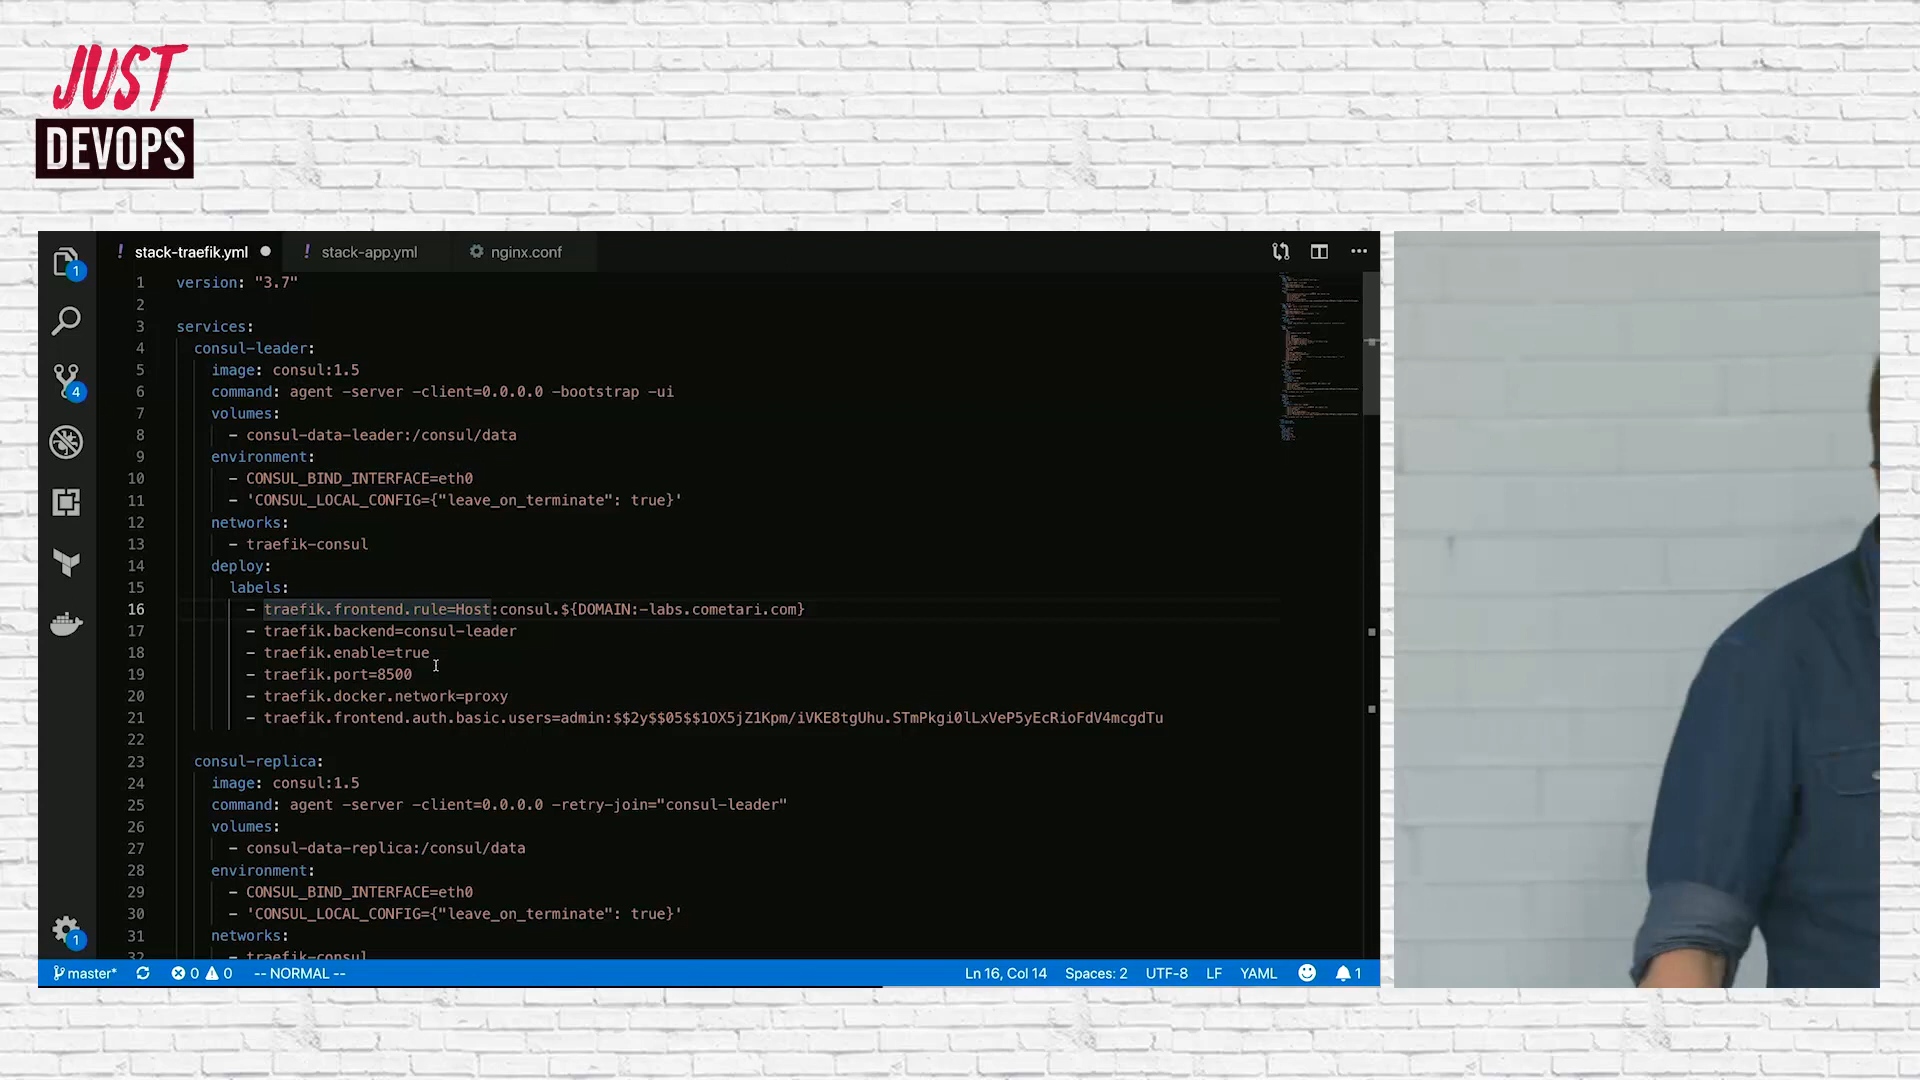 JUST
DEVOPS
! stack-traefik.yml ! stack-app.yml nginx.conf
1 version: "3.7"
2
3 services:
4 consul-leader:
5 image: consul:1.5
6 command: agent -server -client=0.0.0.0 -bootstrap -ui
7 volumes:
8 - consul-data-leader:/consul/data
9 environment:
10 - CONSUL_BIND_INTERFACE=eth0
11 - 'CONSUL_LOCAL_CONFIG={"leave_on_terminate": true}'
12 networks:
13 - traefik-consul
14 deploy:
15 labels:
16 - traefik.frontend.rule=Host:consul.${DOMAIN:-labs.cometari.com}
17 - traefik.backend=consul-leader
18 - traefik.enable=true
19 - traefik.port=8500
20 - traefik.docker.network=proxy
21 - traefik.frontend.auth.basic.users=admin:$$2y$$05$$1OX5jZ1Kpm/iVKE8tgUhu.STmPkgi0lLxVeP5yEcRioFdV4mcgdTu
22
23 consul-replica:
24 image: consul:1.5
25 command: agent -server -client=0.0.0.0 -retry-join="consul-leader"
26 volumes:
27 - consul-data-replica:/consul/data
28 environment:
29 - CONSUL_BIND_INTERFACE=eth0
30 - 'CONSUL_LOCAL_CONFIG={"leave_on_terminate": true}'
31 networks:
32 - traefik-consul
1
4
1
master* 0 0 -- NORMAL -- Ln 16, Col 14 Spaces: 2 UTF-8 LF YAML 1